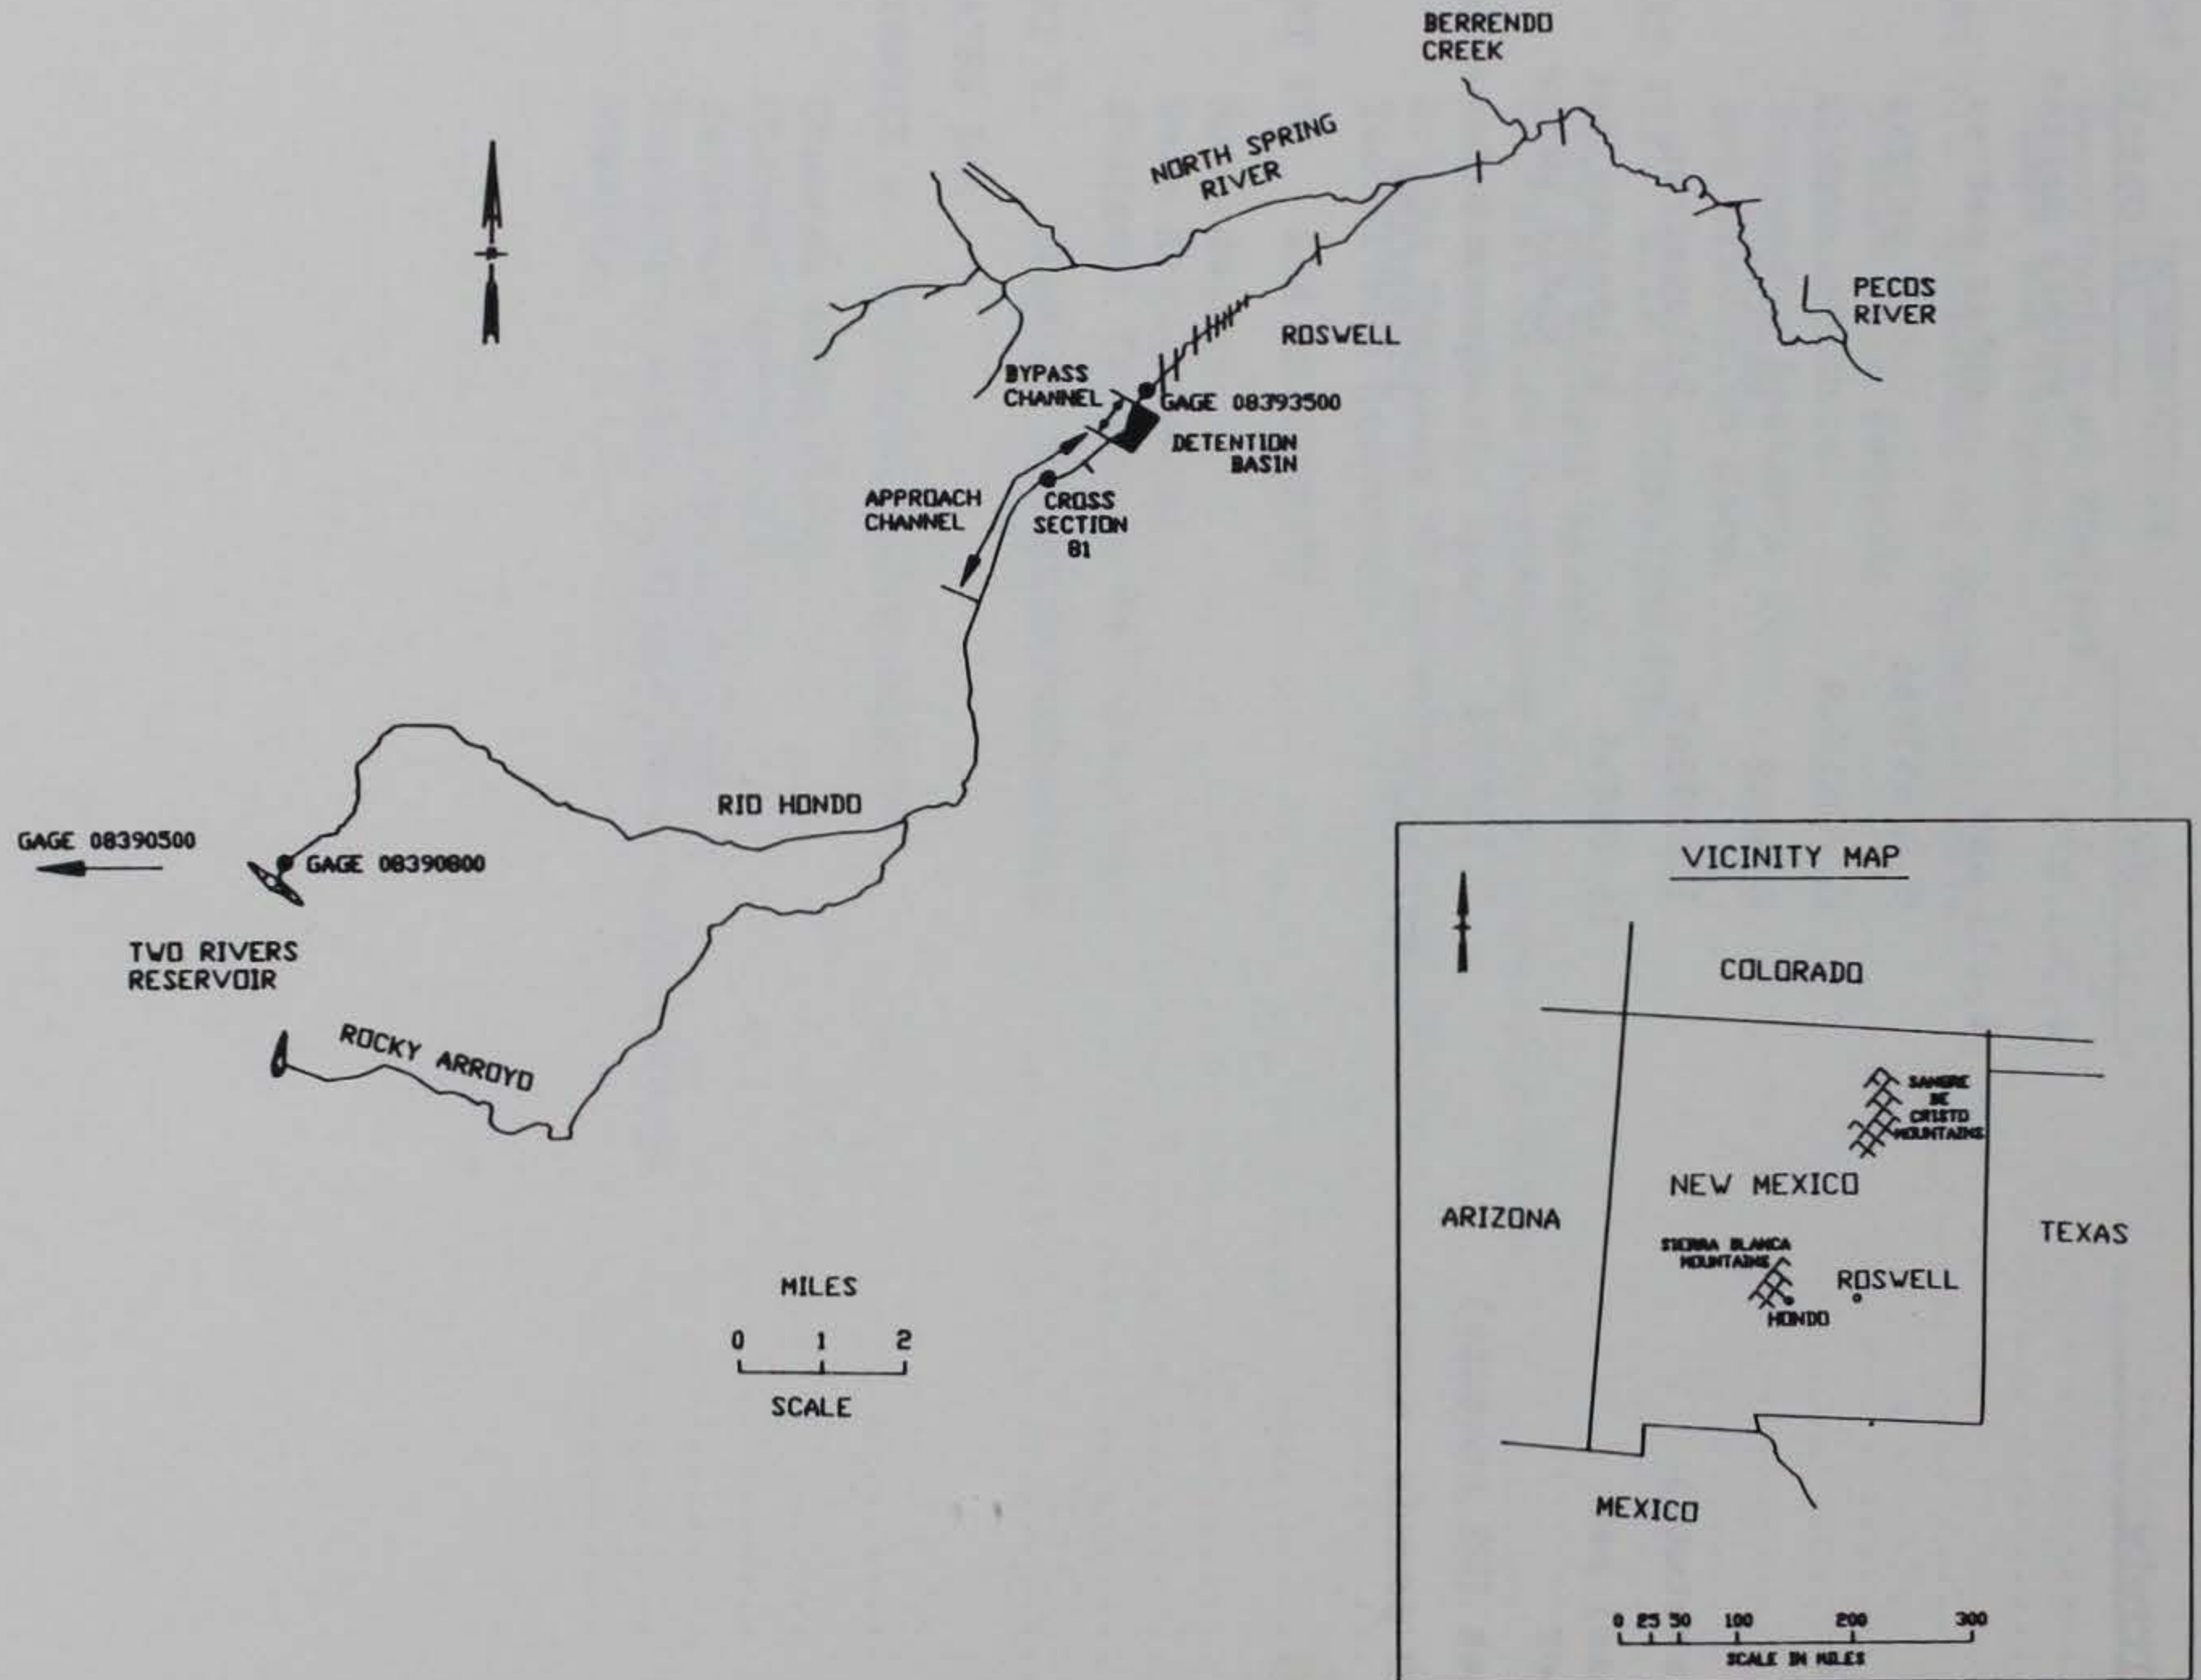 BERRENDO
CREEK
NORTH SPRING
RIVER
PECOS
RIVER
ROSWELL
BYPASS
CHANNEL
GAGE 08393500
DETENTION
BASIN
APPROACH
CHANNEL
CROSS
SECTION
81
RIO HONDO
GAGE 08390500
GAGE 08390800
TWO RIVERS
RESERVOIR
ROCKY ARROYO
MILES
0 1 2
SCALE
VICINITY MAP
COLORADO
SANGRE
DE
CRISTO
MOUNTAINS
NEW MEXICO
ARIZONA
TEXAS
SIERRA BLANCA
MOUNTAINS
ROSWELL
HONDO
MEXICO
0 25 50 100 200 300
SCALE IN MILES